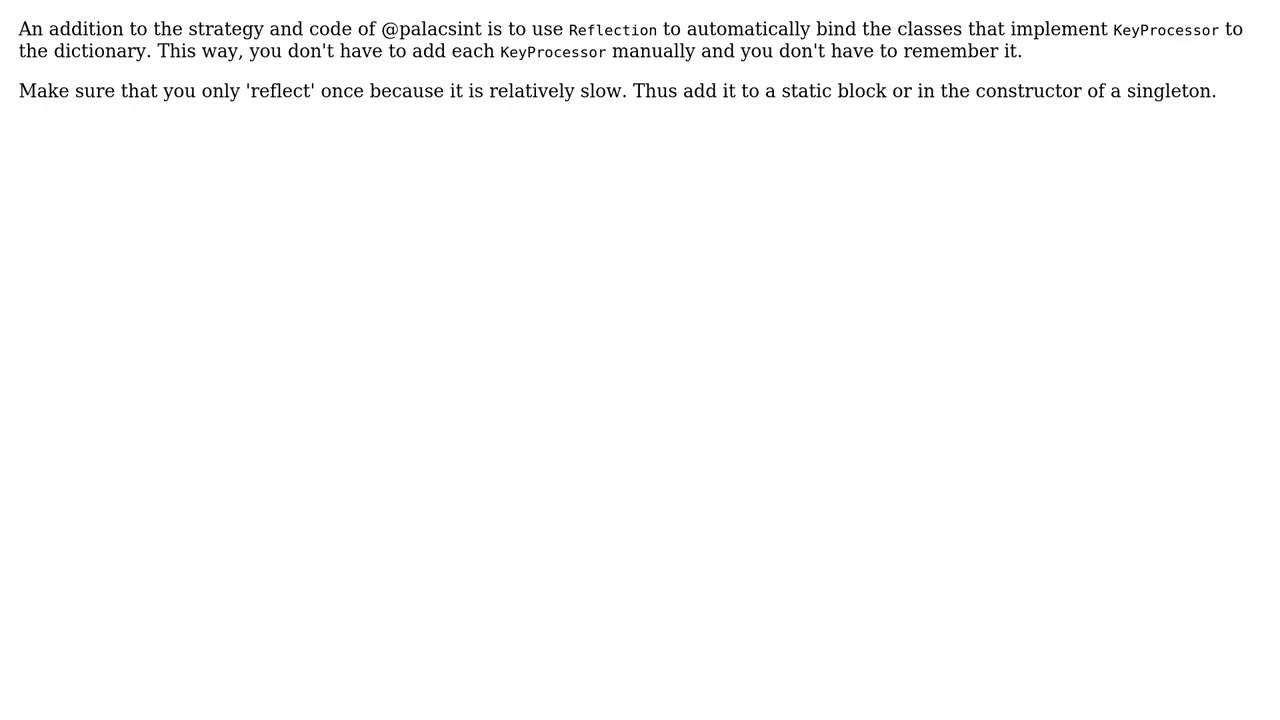 An addition to the strategy and code of @palacsint is to use Reflection to automatically bind the classes that implement KeyProcessor to
the dictionary. This way, you don't have to add each KeyProcessor manually and you don't have to remember it.
Make sure that you only 'reflect' once because it is relatively slow. Thus add it to a static block or in the constructor of a singleton.